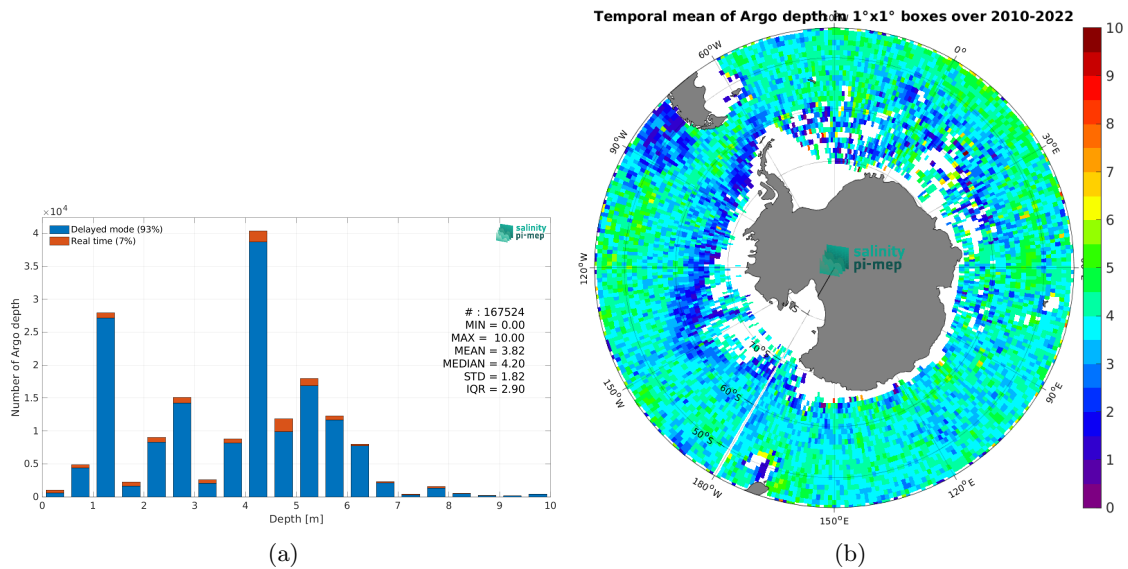 ×10⁴
4
3.5
3
2.5
2
1.5
1
0.5
0
Number of Argo depth
Delayed mode (93%)
Real time (7%)
salinity
pi-mep
# : 167524
MIN = 0.00
MAX = 10.00
MEAN = 3.82
MEDIAN = 4.20
STD = 1.82
IQR = 2.90
0 1 2 3 4 5 6 7 8 9 10
Depth [m]
(a)
Temporal mean of Argo depth in 1°x1° boxes over 2010-2022
60°W
0°
90°W
30°E
120°W
salinity
pi-mep
70°S
60°S
50°S
150°W
90°E
180°W
120°E
150°E
10
9
8
7
6
5
4
3
2
1
0
(b)